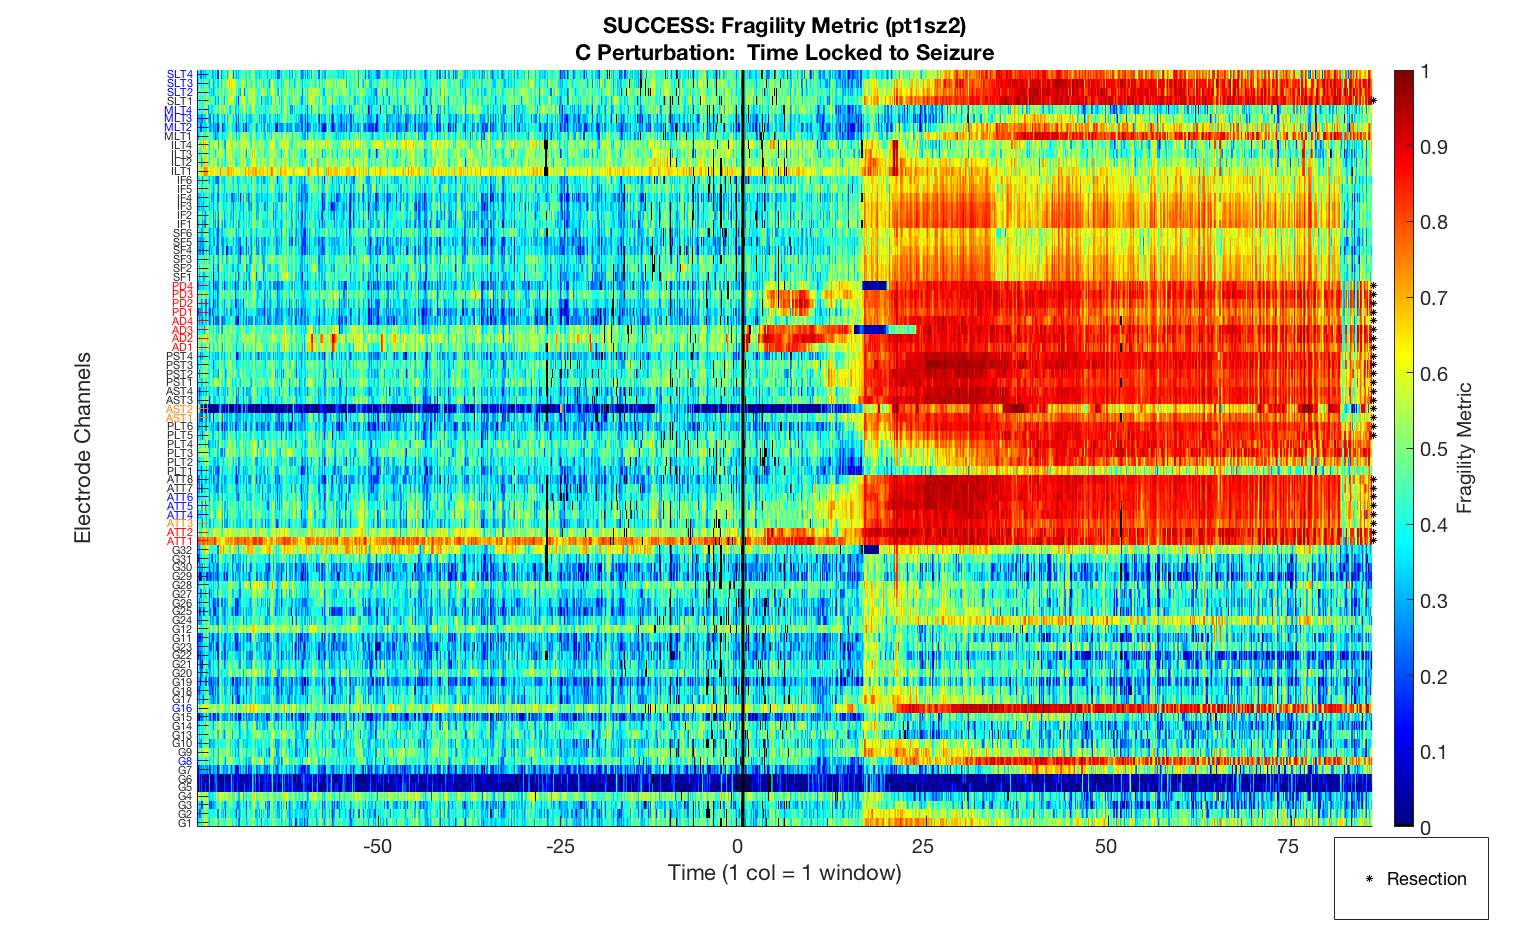 SUCCESS: Fragility Metric (pt1sz2)
C Perturbation:  Time Locked to Seizure
Electrode Channels
SLT4
SLT3
SLT2
SLT1
MLT4
MLT3
MLT2
MLT1
ILT4
ILT3
ILT2
ILT1
IF6
IF5
IF4
IF3
IF2
IF1
SF6
SF5
SF4
SF3
SF2
SF1
PD4
PD3
PD2
PD1
AD4
AD3
AD2
AD1
PST4
PST3
PST2
PST1
AST4
AST3
AST2
AST1
PLT6
PLT5
PLT4
PLT3
PLT2
PLT1
ATT8
ATT7
ATT6
ATT5
ATT4
ATT3
ATT2
ATT1
G32
G31
G30
G29
G28
G27
G26
G25
G24
G12
G11
G23
G22
G21
G20
G19
G18
G17
G16
G15
G14
G13
G10
G9
G8
G7
G6
G5
G4
G3
G2
G1
-50 -25 0 25 50 75
Time (1 col = 1 window)
1
0.9
0.8
0.7
0.6
0.5
0.4
0.3
0.2
0.1
0
Fragility Metric
* Resection